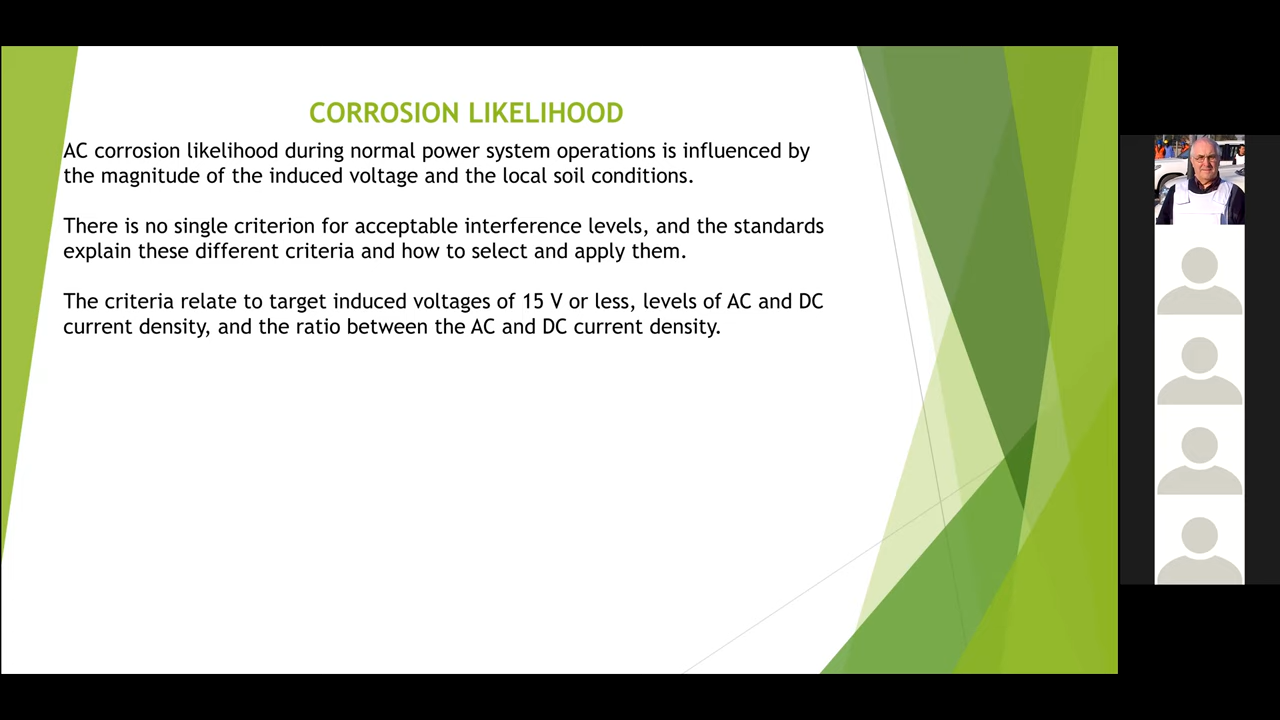 CORROSION LIKELIHOOD
AC corrosion likelihood during normal power system operations is influenced by
the magnitude of the induced voltage and the local soil conditions.
There is no single criterion for acceptable interference levels, and the standards
explain these different criteria and how to select and apply them.
The criteria relate to target induced voltages of 15 V or less, levels of AC and DC
current density, and the ratio between the AC and DC current density.